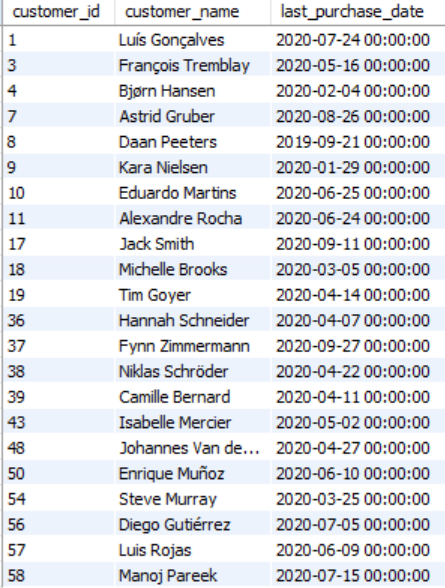 customer_id customer_name last_purchase_date
1 Luís Gonçalves 2020-07-24 00:00:00
3 François Tremblay 2020-05-16 00:00:00
4 Bjørn Hansen 2020-02-04 00:00:00
7 Astrid Gruber 2020-08-26 00:00:00
8 Daan Peeters 2019-09-21 00:00:00
9 Kara Nielsen 2020-01-29 00:00:00
10 Eduardo Martins 2020-06-25 00:00:00
11 Alexandre Rocha 2020-06-24 00:00:00
17 Jack Smith 2020-09-11 00:00:00
18 Michelle Brooks 2020-03-05 00:00:00
19 Tim Goyer 2020-04-14 00:00:00
36 Hannah Schneider 2020-04-07 00:00:00
37 Fynn Zimmermann 2020-09-27 00:00:00
38 Niklas Schröder 2020-04-22 00:00:00
39 Camille Bernard 2020-04-11 00:00:00
43 Isabelle Mercier 2020-05-02 00:00:00
48 Johannes Van de... 2020-04-27 00:00:00
50 Enrique Muñoz 2020-06-10 00:00:00
54 Steve Murray 2020-03-25 00:00:00
56 Diego Gutiérrez 2020-07-05 00:00:00
57 Luis Rojas 2020-06-09 00:00:00
58 Manoj Pareek 2020-07-15 00:00:00